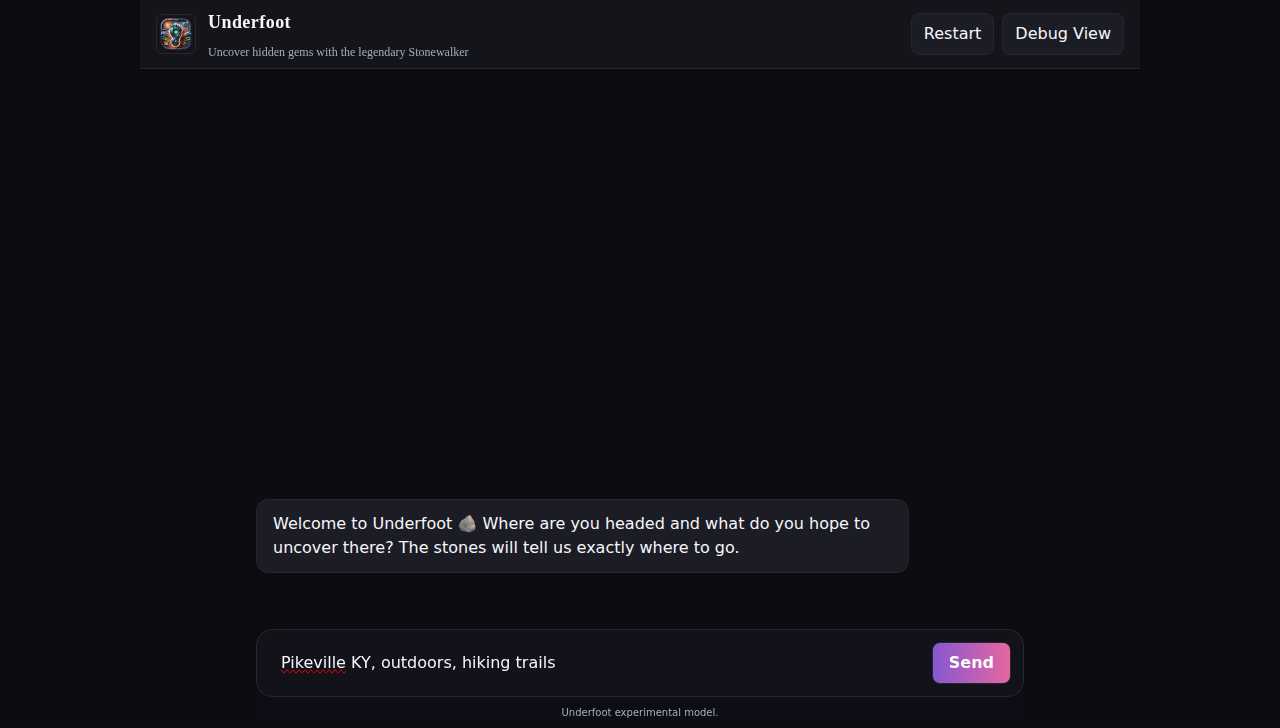 Underfoot
Uncover hidden gems with the legendary Stonewalker
Restart
Debug View
Welcome to Underfoot 🪨 Where are you headed and what do you hope to
uncover there? The stones will tell us exactly where to go.
Pikeville KY, outdoors, hiking trails
Send
Underfoot experimental model.